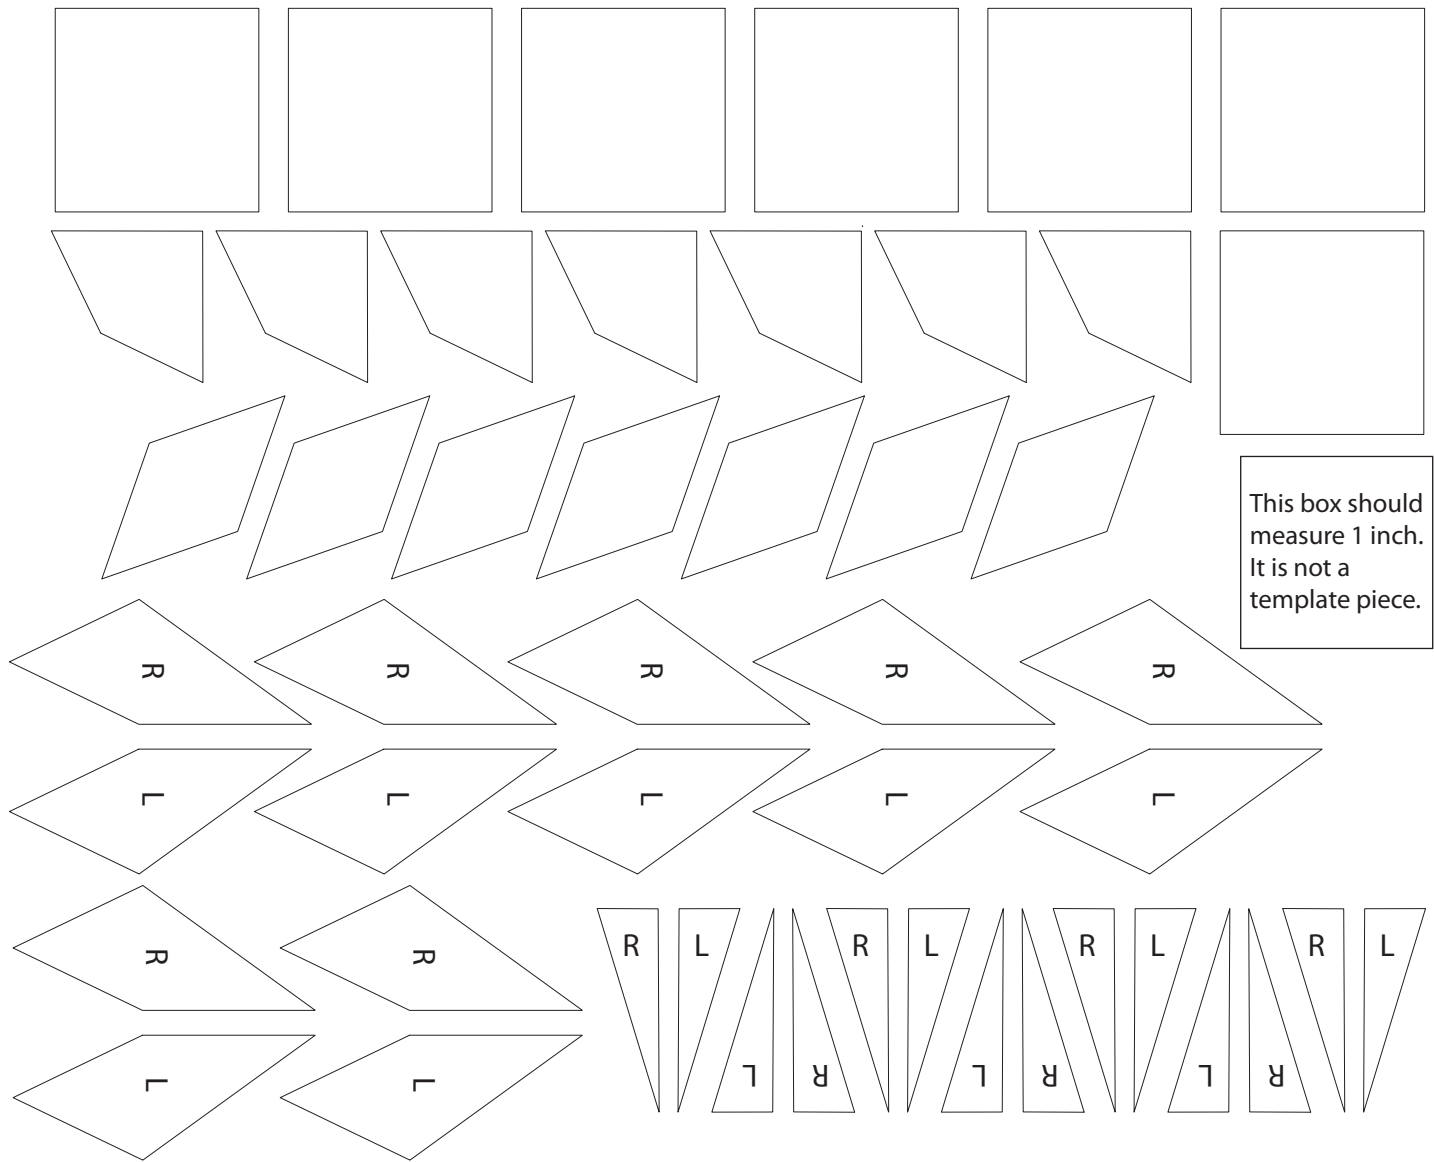 This box should
measure 1 inch.
It is not a
template piece.
R R R R R
L L L L L
R R
L L
R L R L R L R L
L R L R L R